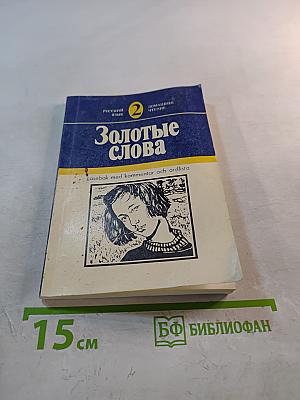 РУССКИЙ ЯЗЫК
2
ДОМАШНЕЕ ЧТЕНИЕ
Золотые
слова
Läsebok med kommentar och ordlista
15 см
БФ БИБЛИОФАН